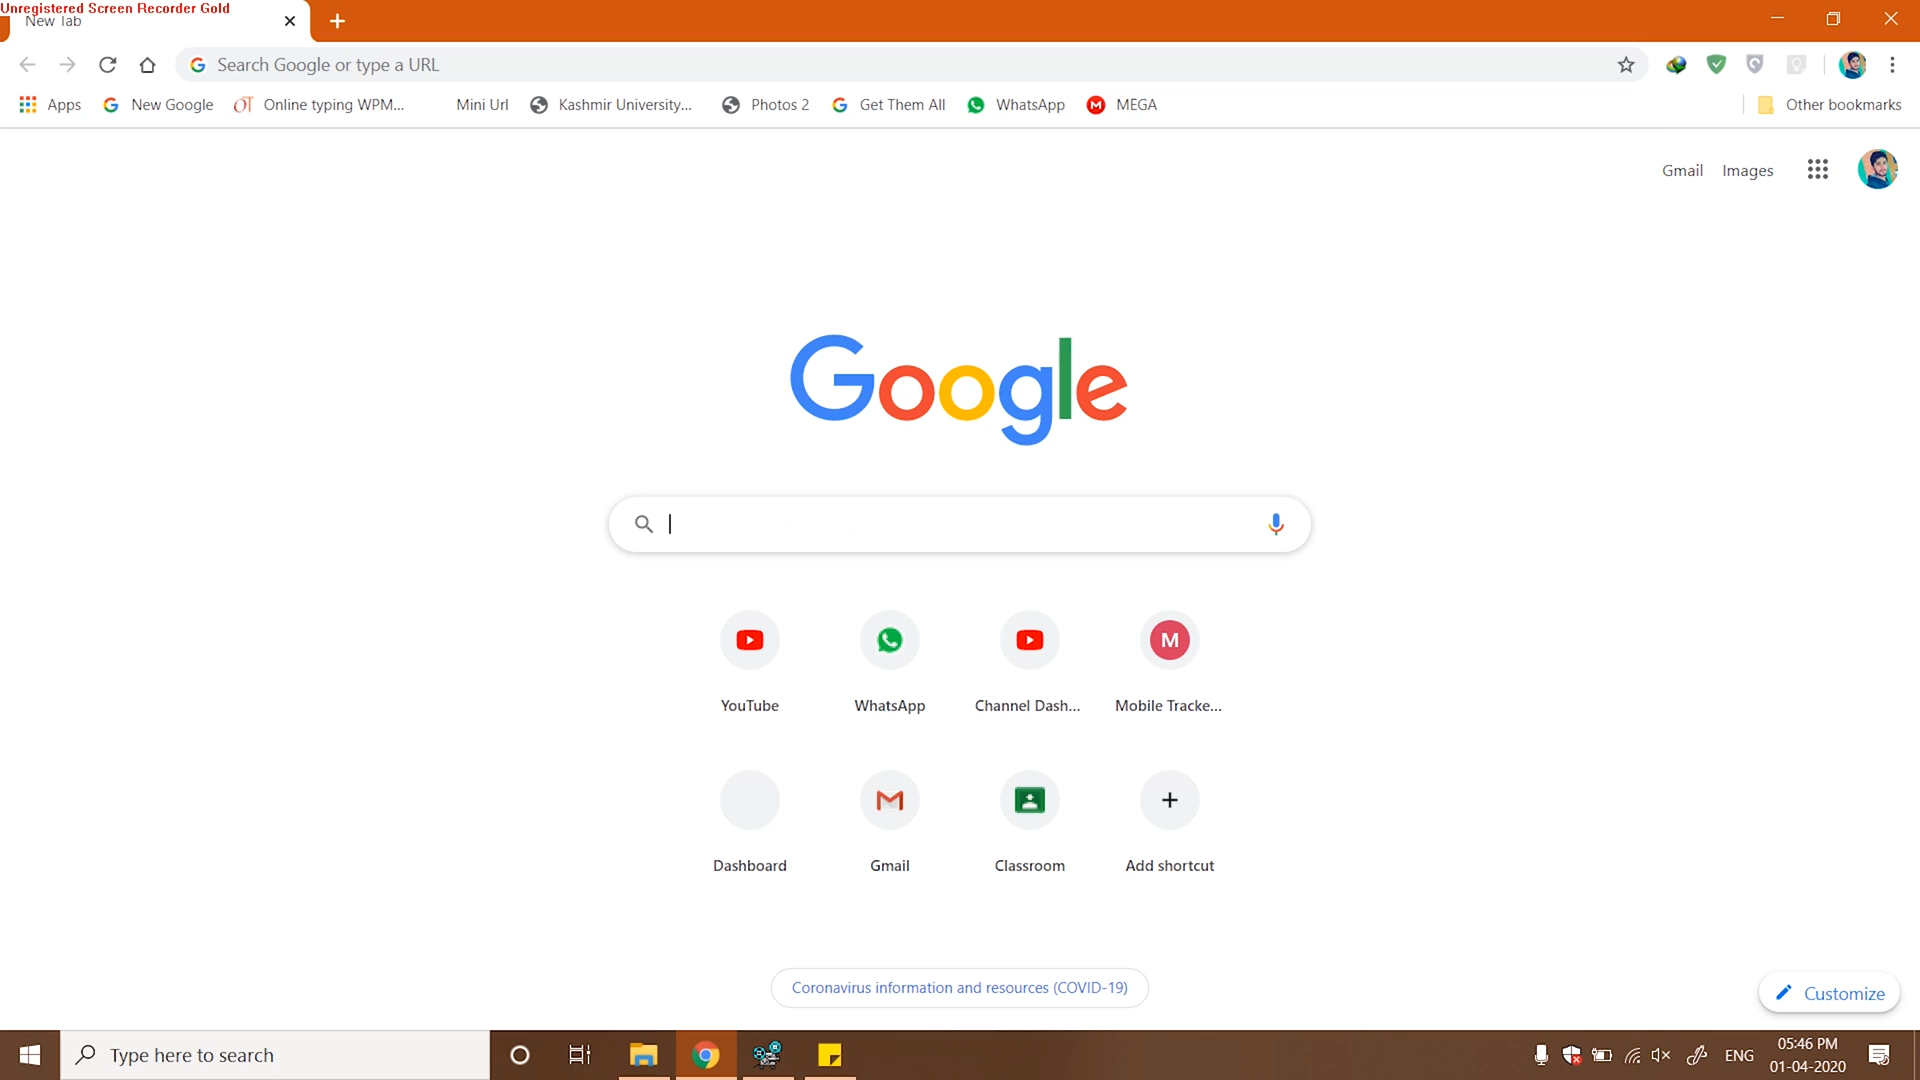 Unregistered Screen Recorder Gold
New Tab
Search Google or type a URL
Apps New Google Online typing WPM... Mini Url Kashmir University... Photos 2 Get Them All WhatsApp MEGA Other bookmarks
Gmail Images
Google
YouTube WhatsApp Channel Dash... Mobile Tracke...
Dashboard Gmail Classroom Add shortcut
Coronavirus information and resources (COVID-19)
Customize
Type here to search
ENG
05:46 PM
01-04-2020